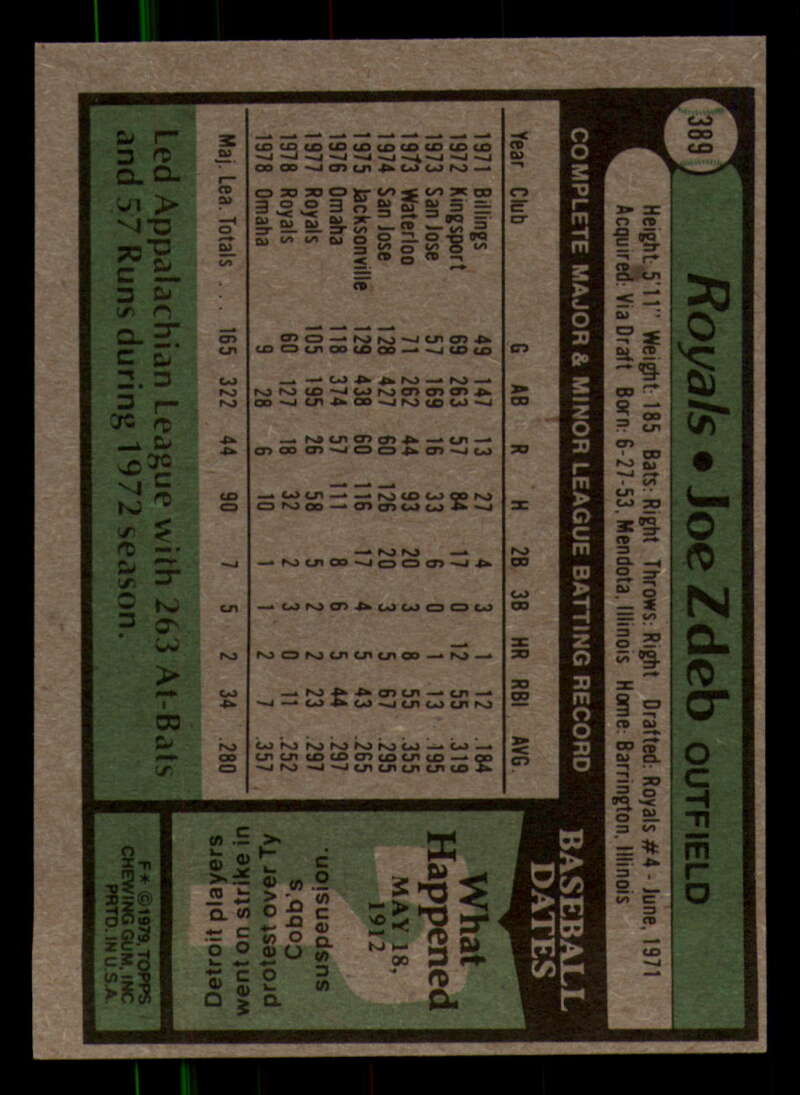 389
Royals • Joe Zdeb OUTFIELD
Height: 5'11" Weight: 185 Bats: Right Throws: Right Drafted: Royals #4 - June, 1971
Acquired: Via Draft Born: 6-27-53, Mendota, Illinois Home: Barrington, Illinois
COMPLETE MAJOR & MINOR LEAGUE BATTING RECORD
Year Club G AB R H 2B 3B HR RBI AVG.
1971 Billings 49 147 13 27 4 3 1 12 .184
1972 Kingsport 69 263 57 84 17 0 12 55 .319
1973 San Jose 57 169 16 33 6 0 1 13 .195
1973 Waterloo 71 262 44 93 20 3 8 55 .355
1974 San Jose 128 427 60 126 20 3 5 67 .295
1975 Jacksonville 129 438 60 116 17 4 5 43 .265
1976 Omaha 118 374 57 111 8 6 5 44 .297
1977 Royals 105 195 26 58 5 2 2 23 .297
1978 Royals 60 127 18 32 2 3 0 11 .252
1978 Omaha 9 28 6 10 1 1 2 7 .357
Maj. Lea. Totals . . . 165 322 44 90 7 5 2 34 .280
Led Appalachian League with 263 At-Bats
and 57 Runs during 1972 season.
BASEBALL
DATES
What
Happened
MAY 18,
1912
Detroit players
went on strike in
protest over Ty
Cobb's
suspension.
F* ©1979, TOPPS
CHEWING GUM, INC
PRTD. IN U.S.A.